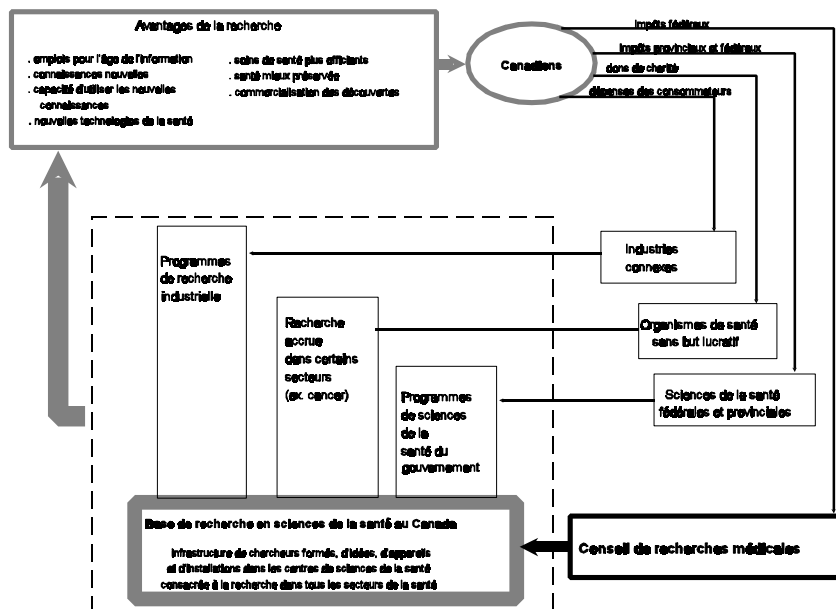 Avantages de la recherche
. emplois pour l'âge de l'information
. connaissances nouvelles
. capacité d'utiliser les nouvelles
connaissances
. nouvelles technologies de la santé
. soins de santé plus efficients
. santé mieux préservée
. commercialisation des découvertes
Canadiens
Impôts fédéraux
Impôts provinciaux et fédéraux
dons de charité
dépenses des consommateurs
Industries
connexes
Organismes de santé
sans but lucratif
Sciences de la santé
fédérales et provinciales
Programmes
de recherche
industrielle
Recherche
accrue
dans certains
secteurs
(ex. cancer)
Programmes
de sciences
de la
santé du
gouvernement
Base de recherche en sciences de la santé au Canada
Infrastructure de chercheurs formés, d'idées, d'appareils
et d'installations dans les centres de sciences de la santé
consacrée à la recherche dans tous les secteurs de la santé
Conseil de recherches médicales